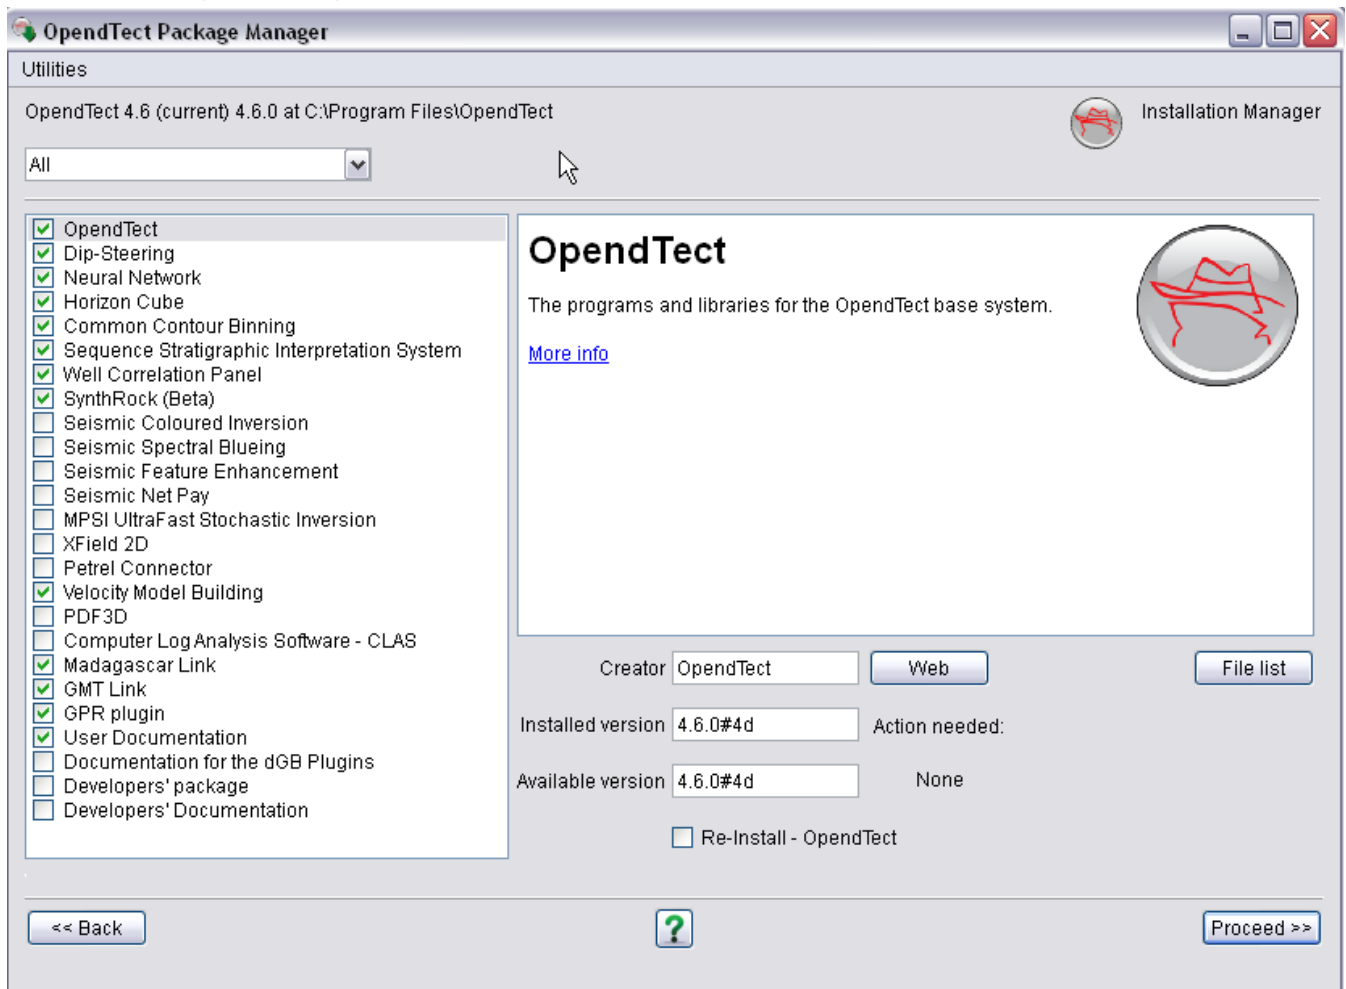 OpendTect Package Manager
Utilities
OpendTect 4.6 (current) 4.6.0 at C:\Program Files\OpendTect
Installation Manager
All
OpendTect
Dip-Steering
Neural Network
Horizon Cube
Common Contour Binning
Sequence Stratigraphic Interpretation System
Well Correlation Panel
SynthRock (Beta)
Seismic Coloured Inversion
Seismic Spectral Blueing
Seismic Feature Enhancement
Seismic Net Pay
MPSI UltraFast Stochastic Inversion
XField 2D
Petrel Connector
Velocity Model Building
PDF3D
Computer Log Analysis Software - CLAS
Madagascar Link
GMT Link
GPR plugin
User Documentation
Documentation for the dGB Plugins
Developers' package
Developers' Documentation
OpendTect
The programs and libraries for the OpendTect base system.
More info
Creator OpendTect Web File list
Installed version 4.6.0#4d Action needed:
Available version 4.6.0#4d None
Re-Install - OpendTect
<< Back ? Proceed >>